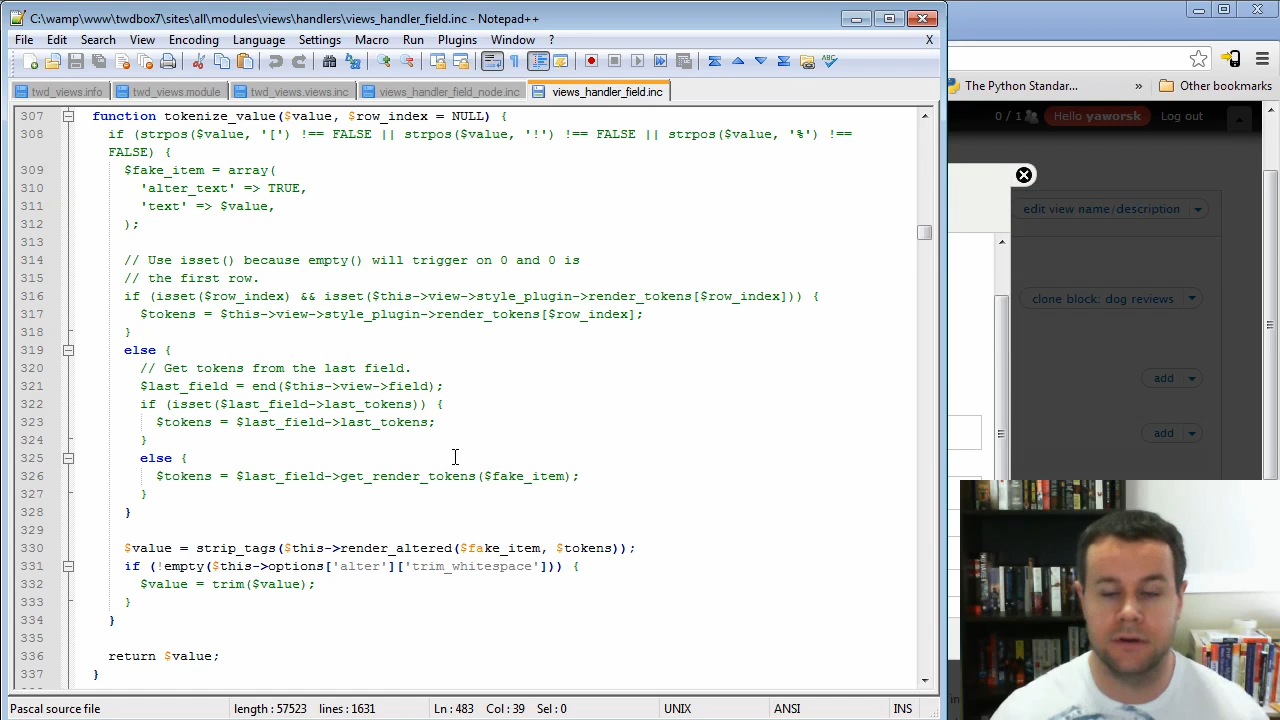 C:\wamp\www\twdbox7\sites\all\modules\views\handlers\views_handler_field.inc - Notepad++
File Edit Search View Encoding Language Settings Macro Run Plugins Window ? X
twd_views.info twd_views.module twd_views.views.inc views_handler_field_node.inc views_handler_field.inc
307 function tokenize_value($value, $row_index = NULL) {
308 if (strpos($value, '[') !== FALSE || strpos($value, '!') !== FALSE || strpos($value, '%') !==
FALSE) {
309 $fake_item = array(
310 'alter_text' => TRUE,
311 'text' => $value,
312 );
313
314 // Use isset() because empty() will trigger on 0 and 0 is
315 // the first row.
316 if (isset($row_index) && isset($this->view->style_plugin->render_tokens[$row_index])) {
317 $tokens = $this->view->style_plugin->render_tokens[$row_index];
318 }
319 else {
320 // Get tokens from the last field.
321 $last_field = end($this->view->field);
322 if (isset($last_field->last_tokens)) {
323 $tokens = $last_field->last_tokens;
324 }
325 else {
326 $tokens = $last_field->get_render_tokens($fake_item);
327 }
328 }
329
330 $value = strip_tags($this->render_altered($fake_item, $tokens));
331 if (!empty($this->options['alter']['trim_whitespace'])) {
332 $value = trim($value);
333 }
334 }
335
336 return $value;
337 }
Pascal source file length : 57523 lines : 1631 Ln : 483 Col : 39 Sel : 0 UNIX ANSI INS
The Python Standar... » Other bookmarks
0 / 1 Hello yaworsk Log out
edit view name/description
clone block: dog reviews
add
add
in